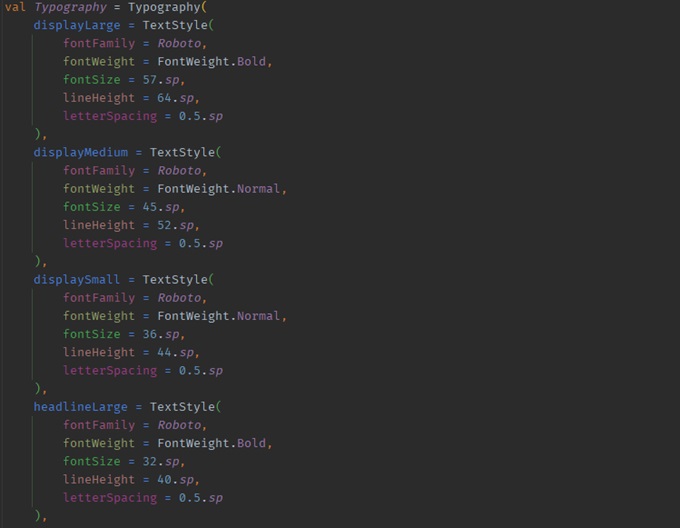 val Typography = Typography(
displayLarge = TextStyle(
fontFamily = Roboto,
fontWeight = FontWeight.Bold,
fontSize = 57.sp,
lineHeight = 64.sp,
letterSpacing = 0.5.sp
),
displayMedium = TextStyle(
fontFamily = Roboto,
fontWeight = FontWeight.Normal,
fontSize = 45.sp,
lineHeight = 52.sp,
letterSpacing = 0.5.sp
),
displaySmall = TextStyle(
fontFamily = Roboto,
fontWeight = FontWeight.Normal,
fontSize = 36.sp,
lineHeight = 44.sp,
letterSpacing = 0.5.sp
),
headlineLarge = TextStyle(
fontFamily = Roboto,
fontWeight = FontWeight.Bold,
fontSize = 32.sp,
lineHeight = 40.sp,
letterSpacing = 0.5.sp
),